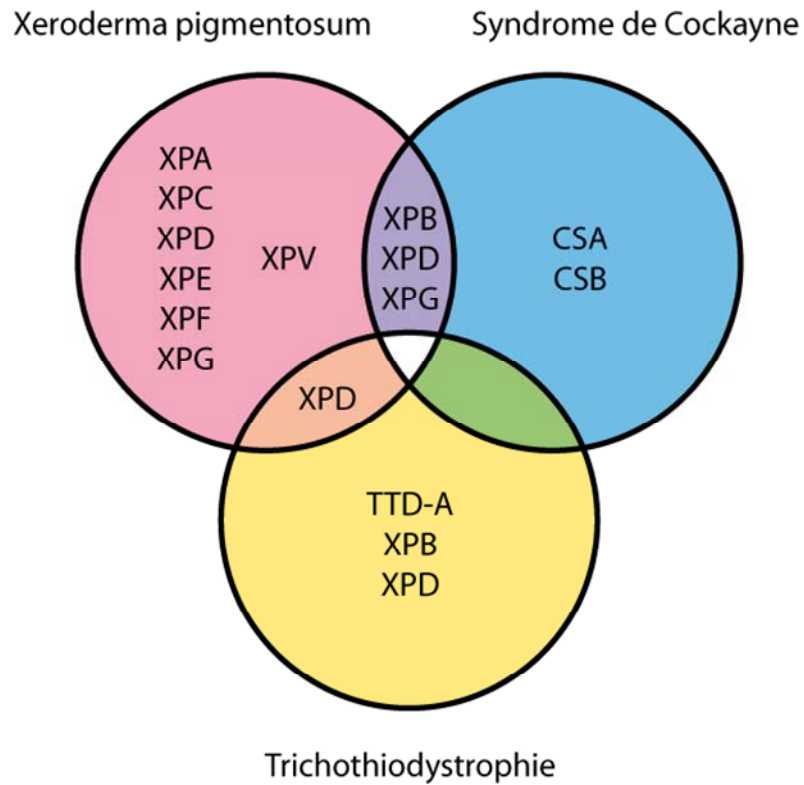 Xeroderma pigmentosum
Syndrome de Cockayne
XPA
XPC
XPD
XPE
XPF
XPG
XPV
XPB
XPD
XPG
CSA
CSB
XPD
TTD-A
XPB
XPD
Trichothiodystrophie